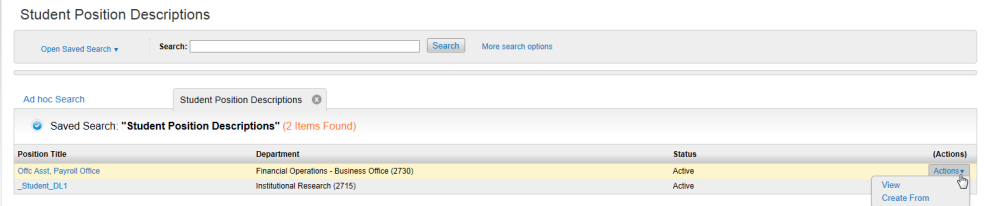 Student Position Descriptions
Open Saved Search ▾ Search: Search More search options
Ad hoc Search Student Position Descriptions
Saved Search: "Student Position Descriptions" (2 Items Found)
Position Title Department Status (Actions)
Offc Asst, Payroll Office Financial Operations - Business Office (2730) Active Actions ▾
_Student_DL1 Institutional Research (2715) Active
View
Create From